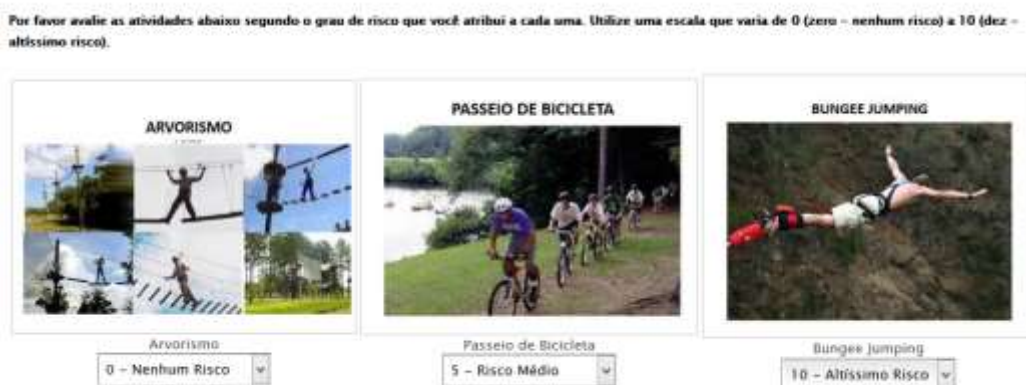 Por favor avalie as atividades abaixo segundo o grau de risco que você atribui a cada uma. Utilize uma escala que varia de 0 (zero – nenhum risco) a 10 (dez –
altíssimo risco).
ARVORISMO
PASSEIO DE BICICLETA
BUNGEE JUMPING
Arvorismo
0 – Nenhum Risco
Passeio de Bicicleta
5 – Risco Médio
Bungee Jumping
10 – Altíssimo Risco